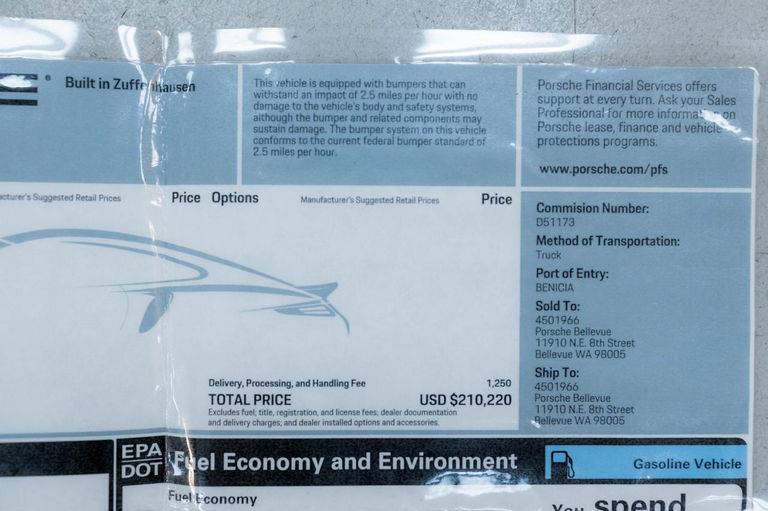 ® Built in Zuffenhausen
This vehicle is equipped with bumpers that can
withstand an impact of 2.5 miles per hour with no
damage to the vehicle's body and safety systems,
although the bumper and related components may
sustain damage. The bumper system on this vehicle
conforms to the current federal bumper standard of
2.5 miles per hour.
Porsche Financial Services offers
support at every turn. Ask your Sales
Professional for more information on
Porsche lease, finance and vehicle
protections programs.
www.porsche.com/pfs
Suggested Retail Prices Price Options Manufacturer's Suggested Retail Prices Price
Delivery, Processing, and Handling Fee 1,250
TOTAL PRICE USD $210,220
Excludes fuel; title, registration, and license fees; dealer documentation
and delivery charges; and dealer installed options and accessories.
Commision Number:
D51173
Method of Transportation:
Truck
Port of Entry:
BENICIA
Sold To:
4501966
Porsche Bellevue
11910 N.E. 8th Street
Bellevue WA 98005
Ship To:
4501966
Porsche Bellevue
11910 N.E. 8th Street
Bellevue WA 98005
EPA
DOT
Fuel Economy and Environment
Gasoline Vehicle
Fuel Economy
You spend